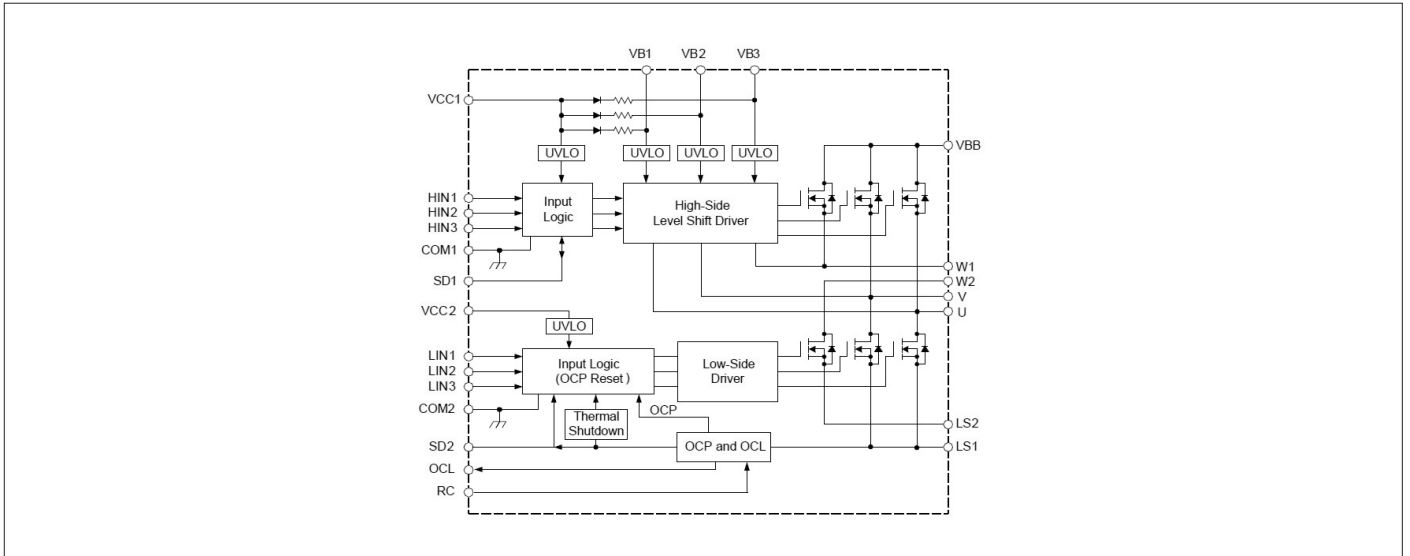 VB1 VB2 VB3
VCC1
UVLO UVLO UVLO UVLO
VBB
HIN1
HIN2
HIN3
Input
Logic
High-Side
Level Shift Driver
COM1
SD1
W1
W2
V
U
VCC2
UVLO
LIN1
LIN2
LIN3
Input Logic
(OCP Reset)
Low-Side
Driver
COM2
Thermal
Shutdown
OCP
LS2
SD2
OCP and OCL
LS1
OCL
RC